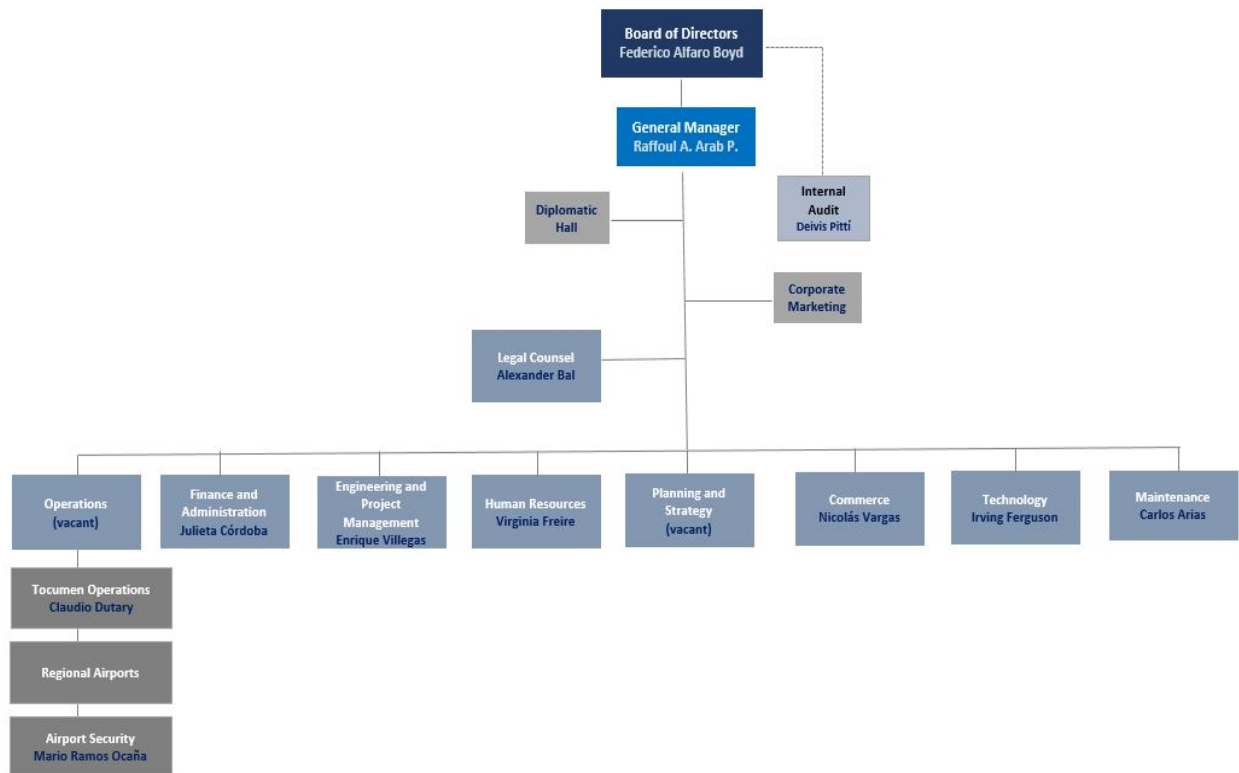 Board of Directors
Federico Alfaro Boyd
General Manager
Raffoul A. Arab P.
Internal
Audit
Deivis Pittí
Diplomatic
Hall
Corporate
Marketing
Legal Counsel
Alexander Bal
Operations
(vacant)
Finance and
Administration
Julieta Córdoba
Engineering and
Project
Management
Enrique Villegas
Human Resources
Virginia Freire
Planning and
Strategy
(vacant)
Commerce
Nicolás Vargas
Technology
Irving Ferguson
Maintenance
Carlos Arias
Tocumen Operations
Claudio Dutary
Regional Airports
Airport Security
Mario Ramos Ocaña